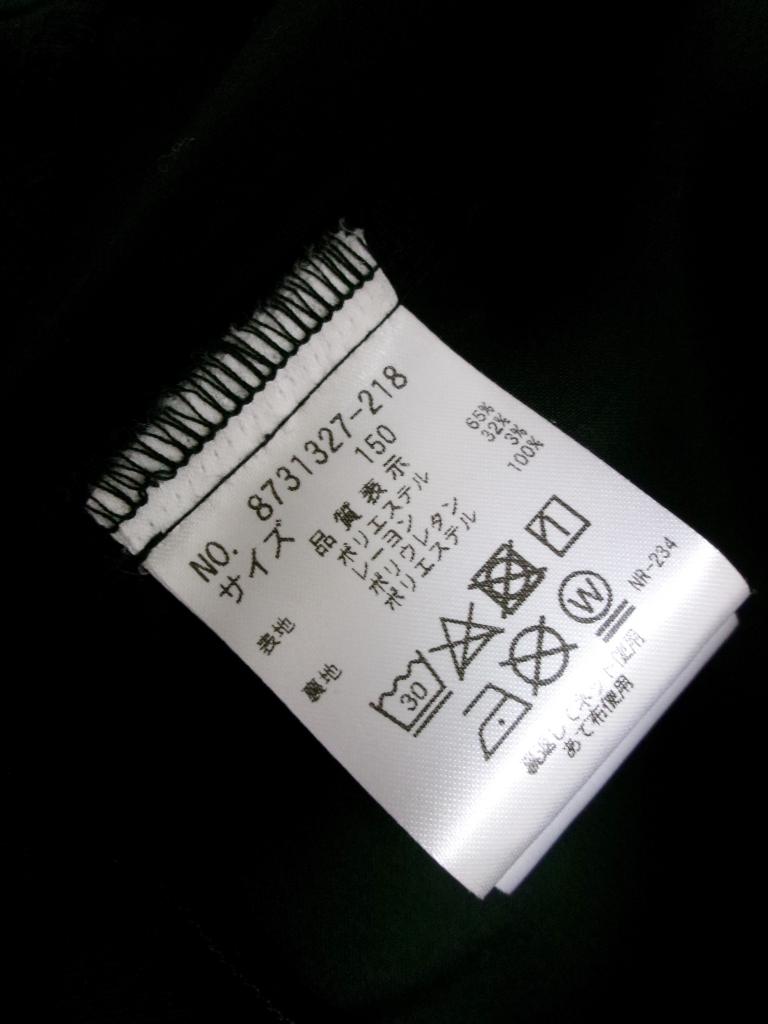 NO. 8731327-218
サイズ 150
品質表示
表地 ポリエステル 65%
レーヨン 32%
ポリウレタン 3%
裏地 ポリエステル 100%
30
W
NR-234
裏返してネット使用
あて布使用